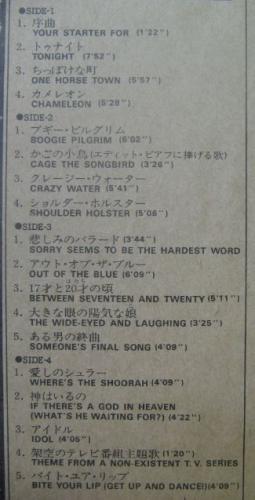 ●SIDE-1
1. 序曲
YOUR STARTER FOR (1'22")
2. トゥナイト
TONIGHT (7'52")
3. ちっぽけな町
ONE HORSE TOWN (5'57")
4. カメレオン
CHAMELEON (5'28")
●SIDE-2
1. ブギー・ピルグリム
BOOGIE PILGRIM (6'02")
2. かごの小鳥(エディット・ピアフに捧げる歌)
CAGE THE SONGBIRD (3'26")
3. クレージー・ウォーター
CRAZY WATER (5'41")
4. ショルダー・ホルスター
SHOULDER HOLSTER (5'08")
●SIDE-3
1. 悲しみのバラード (3'44")
SORRY SEEMS TO BE THE HARDEST WORD
2. アウト・オブ・ザ・ブルー
OUT OF THE BLUE (6'09")
3. 17才と20才の頃
BETWEEN SEVENTEEN AND TWENTY (5'11")
4. 大きな眼の陽気な娘
THE WIDE-EYED AND LAUGHING (3'25")
5. ある男の終曲
SOMEONE'S FINAL SONG (4'09")
●SIDE-4
1. 愛しのシュラー
WHERE'S THE SHOORAH (4'09")
2. 神はいるの
IF THERE'S A GOD IN HEAVEN
(WHAT'S HE WAITING FOR?) (4'22")
3. アイドル
IDOL (4'05")
4. 架空のテレビ番組主題歌 (1'20")
THEME FROM A NON-EXISTENT T.V. SERIES
5. バイト・ユア・リップ
BITE YOUR LIP (GET UP AND DANCE!) (4'09")